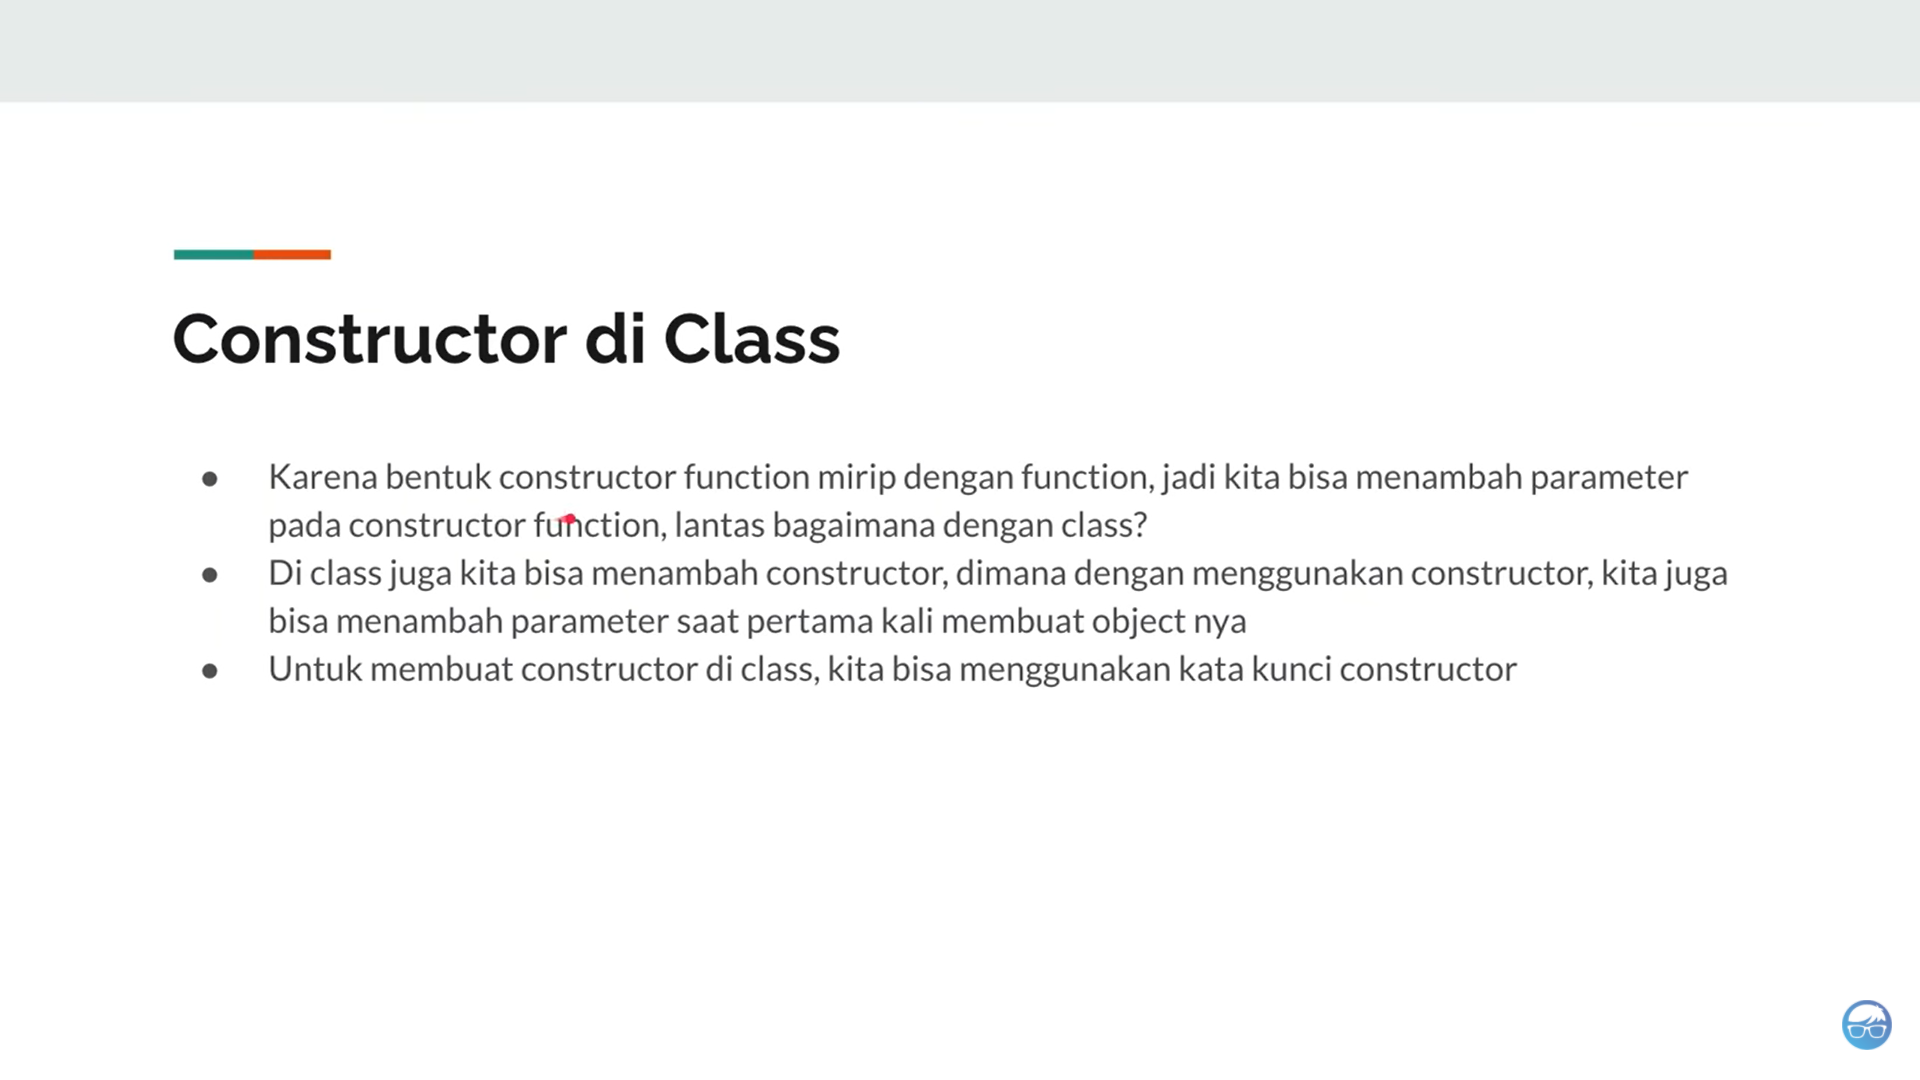 Constructor di Class
● Karena bentuk constructor function mirip dengan function, jadi kita bisa menambah parameter
pada constructor function, lantas bagaimana dengan class?
● Di class juga kita bisa menambah constructor, dimana dengan menggunakan constructor, kita juga
bisa menambah parameter saat pertama kali membuat object nya
● Untuk membuat constructor di class, kita bisa menggunakan kata kunci constructor